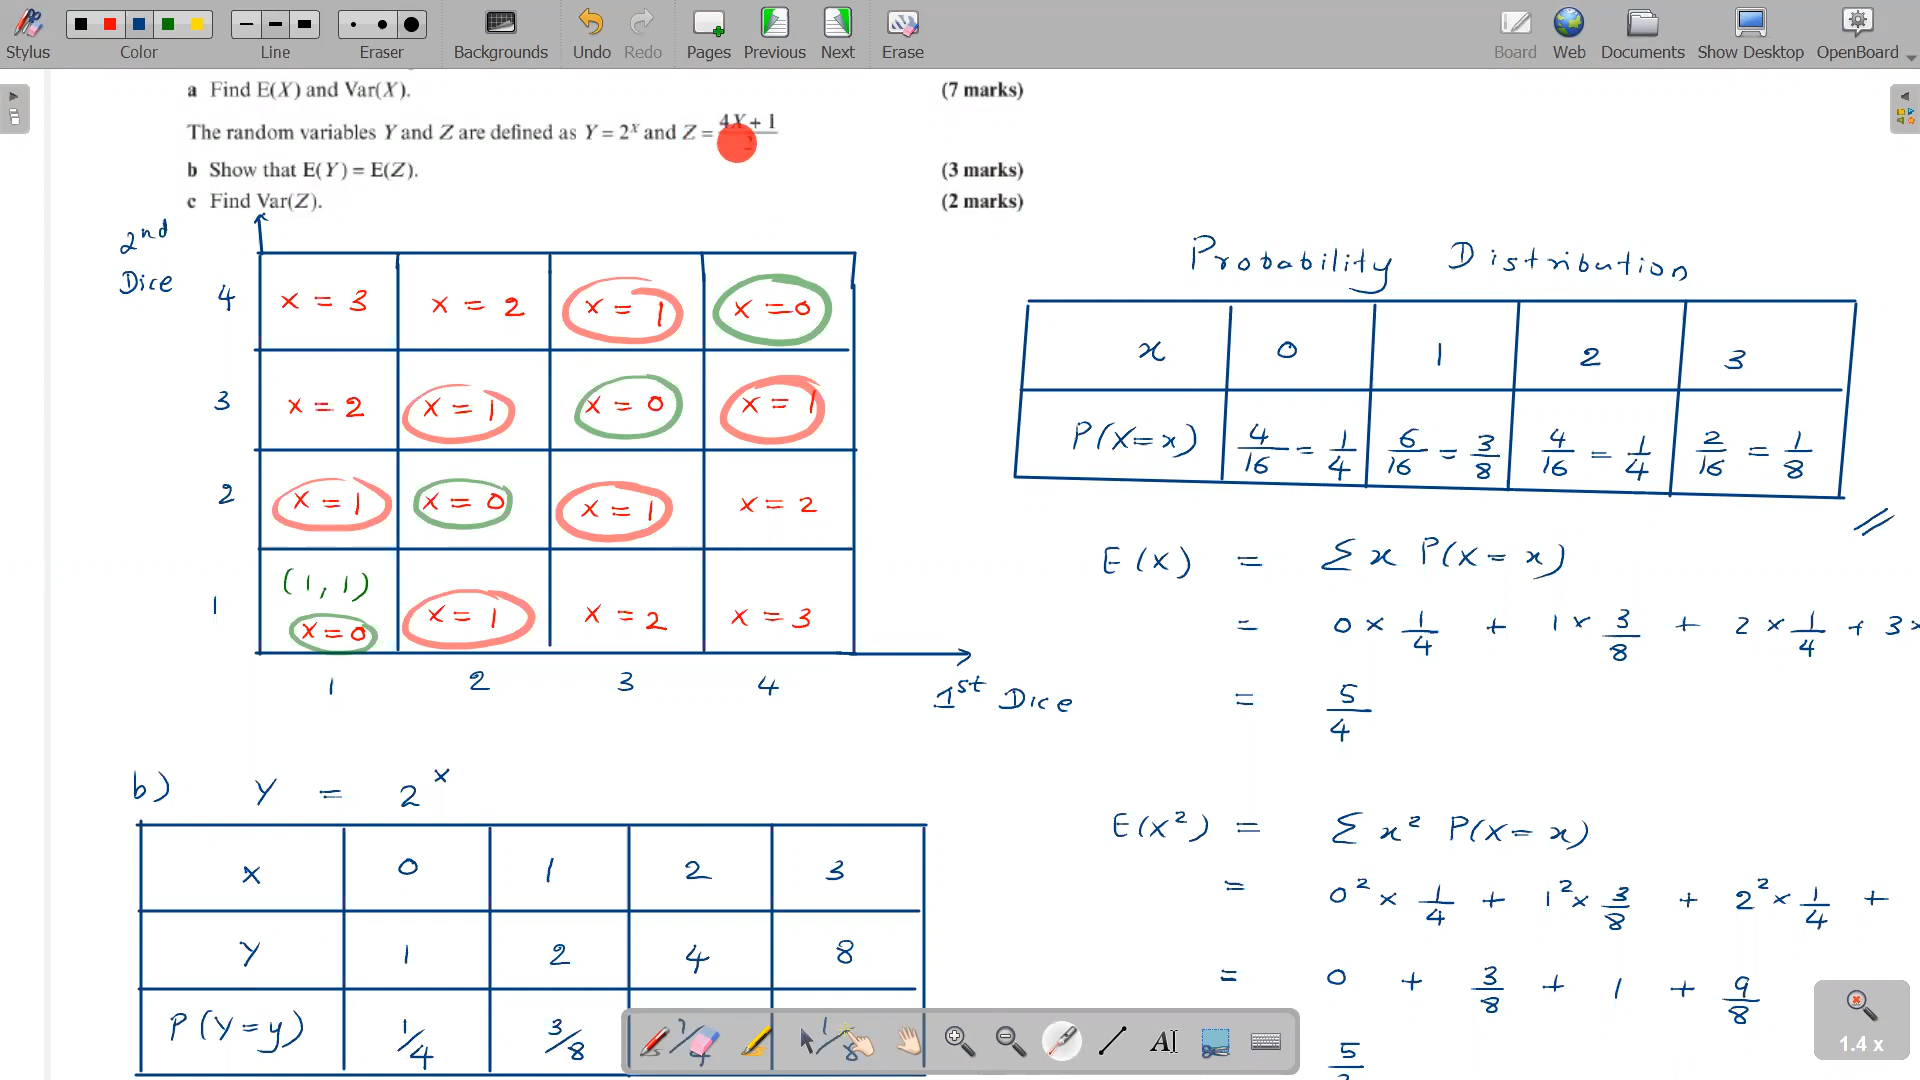 Stylus Color Line Eraser Backgrounds Undo Redo Pages Previous Next Erase Board Web Documents Show Desktop OpenBoard
a Find E(X) and Var(X). (7 marks)
The random variables Y and Z are defined as Y = 2^X and Z = 4X + 1
b Show that E(Y) = E(Z). (3 marks)
c Find Var(Z). (2 marks)
2nd Dice
4 x = 3 x = 2 x = 1 x = 0
3 x = 2 x = 1 x = 0 x = 1
2 x = 1 x = 0 x = 1 x = 2
(1, 1)
1 x = 0 x = 1 x = 2 x = 3
1 2 3 4
1st Dice
Probability Distribution
x 0 1 2 3
P(X=x) 4/16 = 1/4 6/16 = 3/8 4/16 = 1/4 2/16 = 1/8
E(X) = Σ x P(X = x)
= 0 × 1/4 + 1 × 3/8 + 2 × 1/4 + 3 ×
= 5/4
b) Y = 2^x
X 0 1 2 3
Y 1 2 4 8
P(Y=y) 1/4 3/8 1/4 1/8
E(X²) = Σ x² P(X = x)
= 0² × 1/4 + 1² × 3/8 + 2² × 1/4 +
= 0 + 3/8 + 1 + 9/8
5
1.4 x